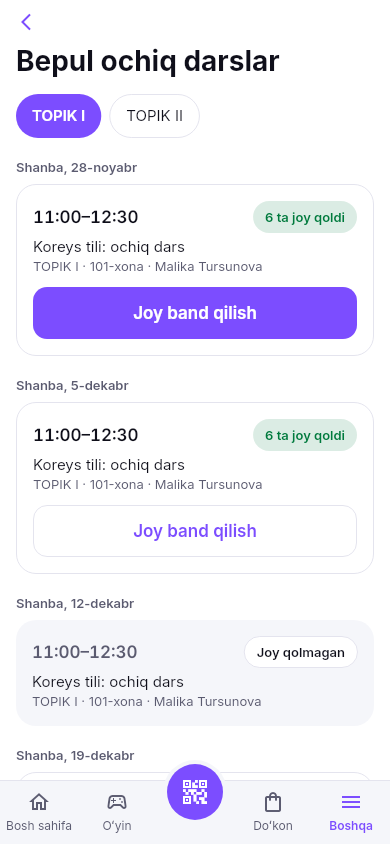 Bepul ochiq darslar
TOPIK I
TOPIK II
Shanba, 28-noyabr
11:00–12:30
6 ta joy qoldi
Koreys tili: ochiq dars
TOPIK I · 101-xona · Malika Tursunova
Joy band qilish
Shanba, 5-dekabr
11:00–12:30
6 ta joy qoldi
Koreys tili: ochiq dars
TOPIK I · 101-xona · Malika Tursunova
Joy band qilish
Shanba, 12-dekabr
11:00–12:30
Joy qolmagan
Koreys tili: ochiq dars
TOPIK I · 101-xona · Malika Tursunova
Shanba, 19-dekabr
Bosh sahifa
Oʻyin
Doʻkon
Boshqa